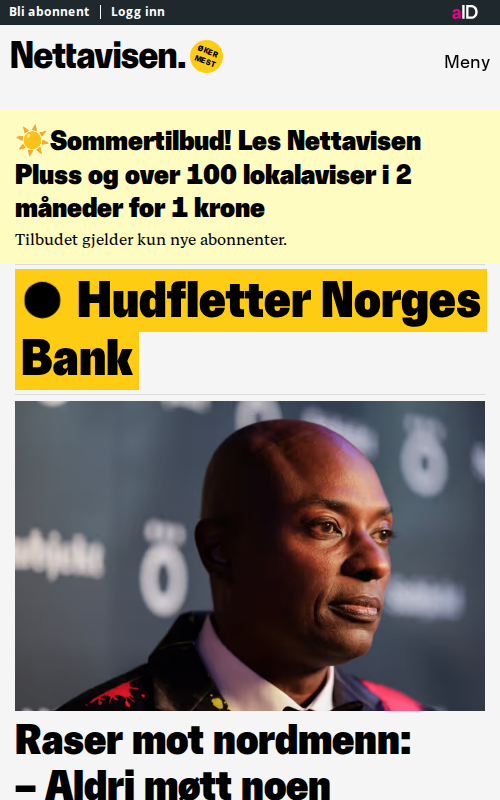 Bli abonnent | Logg inn
aID
Nettavisen.
ØKER
MEST
Meny
☀️Sommertilbud! Les Nettavisen
Pluss og over 100 lokalaviser i 2
måneder for 1 krone
Tilbudet gjelder kun nye abonnenter.
● Hudfletter Norges
Bank
Raser mot nordmenn:
– Aldri møtt noen